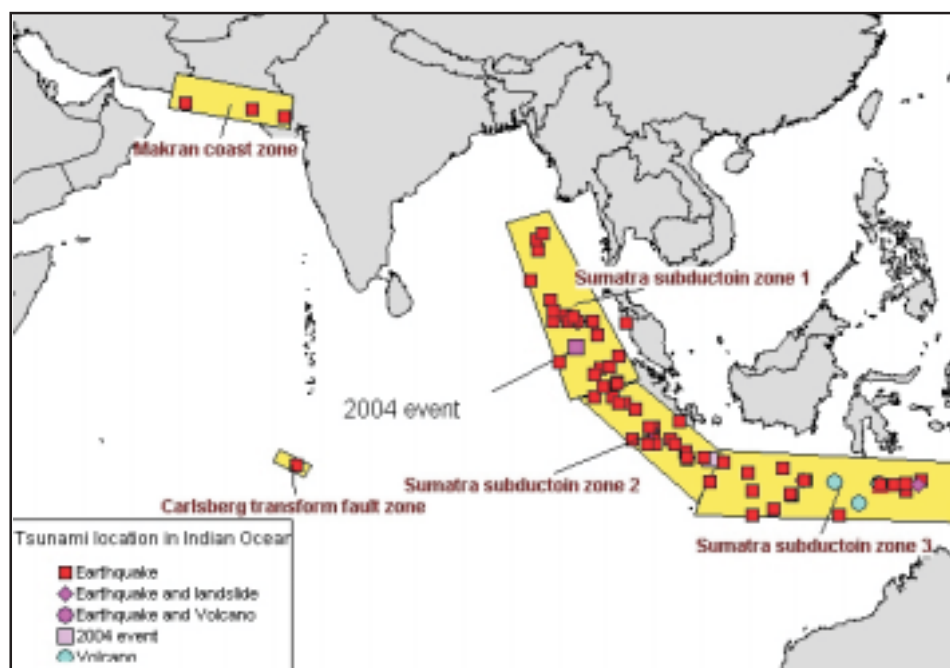 Makran coast zone
Sumatra subductoin zone 1
2004 event
Sumatra subductoin zone 2
Carlsberg transform fault zone
Sumatra subductoin zone 3
Tsunami location in Indian Ocean
Earthquake
Earthquake and landslide
Earthquake and Volcano
2004 event
Volcano